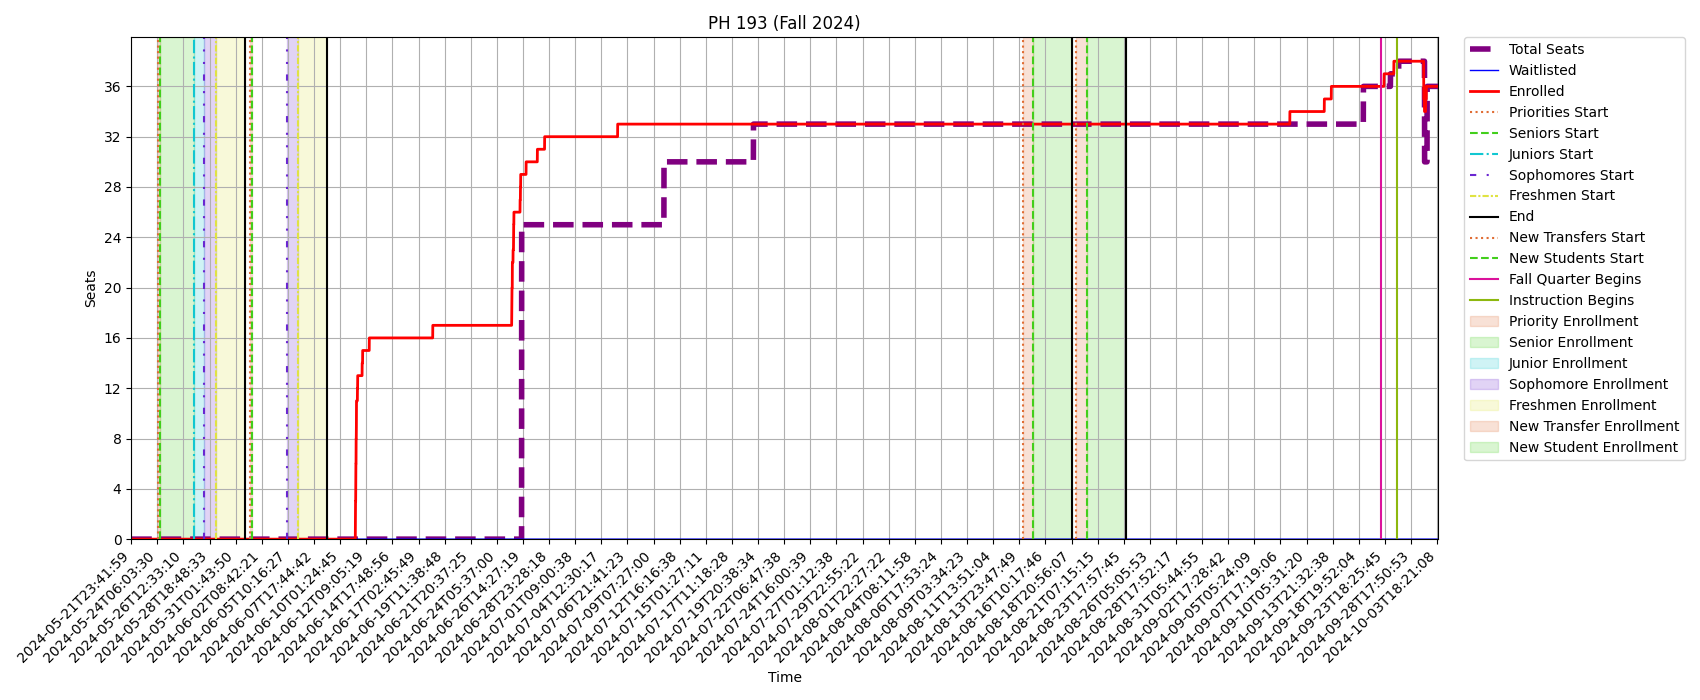 PH 193 (Fall 2024)
Seats
36
32
28
24
20
16
12
8
4
0
2024-05-21T23:41:59
2024-05-24T06:03:30
2024-05-26T12:33:10
2024-05-28T18:48:33
2024-05-31T01:43:50
2024-06-02T08:42:21
2024-06-05T10:16:27
2024-06-07T17:44:42
2024-06-10T01:24:45
2024-06-12T09:05:19
2024-06-14T17:48:56
2024-06-17T02:45:49
2024-06-19T11:38:48
2024-06-21T20:37:25
2024-06-24T05:37:00
2024-06-26T14:27:19
2024-06-28T23:28:18
2024-07-01T09:00:38
2024-07-04T12:30:17
2024-07-06T21:41:23
2024-07-09T07:27:00
2024-07-12T16:16:38
2024-07-15T01:27:11
2024-07-17T11:18:28
2024-07-19T20:38:34
2024-07-22T06:47:38
2024-07-24T16:00:39
2024-07-27T01:12:38
2024-07-29T22:55:22
2024-08-01T22:27:22
2024-08-04T08:11:58
2024-08-06T17:53:24
2024-08-09T03:34:23
2024-08-11T13:51:04
2024-08-13T23:47:49
2024-08-16T10:17:46
2024-08-18T20:56:07
2024-08-21T07:15:15
2024-08-23T17:57:45
2024-08-26T05:05:53
2024-08-28T17:52:17
2024-08-31T05:44:55
2024-09-02T17:28:42
2024-09-05T05:24:09
2024-09-07T17:19:06
2024-09-10T05:31:20
2024-09-13T21:32:38
2024-09-18T19:52:04
2024-09-23T18:25:45
2024-09-28T17:50:53
2024-10-03T18:21:08
Time
Total Seats
Waitlisted
Enrolled
Priorities Start
Seniors Start
Juniors Start
Sophomores Start
Freshmen Start
End
New Transfers Start
New Students Start
Fall Quarter Begins
Instruction Begins
Priority Enrollment
Senior Enrollment
Junior Enrollment
Sophomore Enrollment
Freshmen Enrollment
New Transfer Enrollment
New Student Enrollment